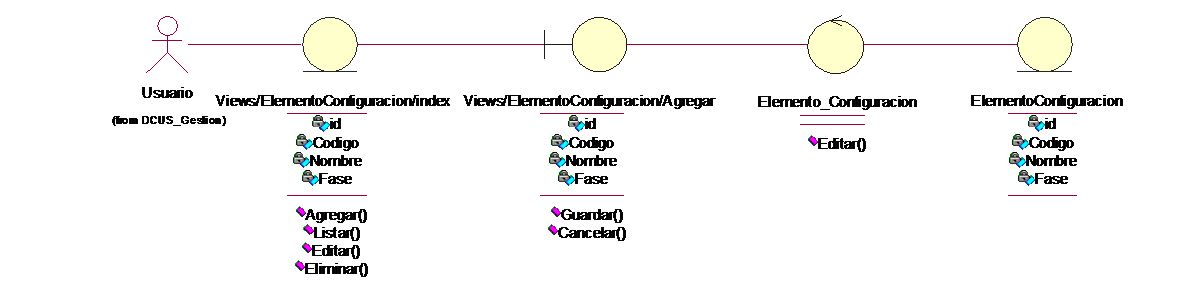 Usuario
(from DCUS_Gestion)
Views/ElementoConfiguracion/index
id
Codigo
Nombre
Fase
Agregar()
Listar()
Editar()
Eliminar()
Views/ElementoConfiguracion/Agregar
id
Codigo
Nombre
Fase
Guardar()
Cancelar()
Elemento_Configuracion
Editar()
ElementoConfiguracion
id
Codigo
Nombre
Fase